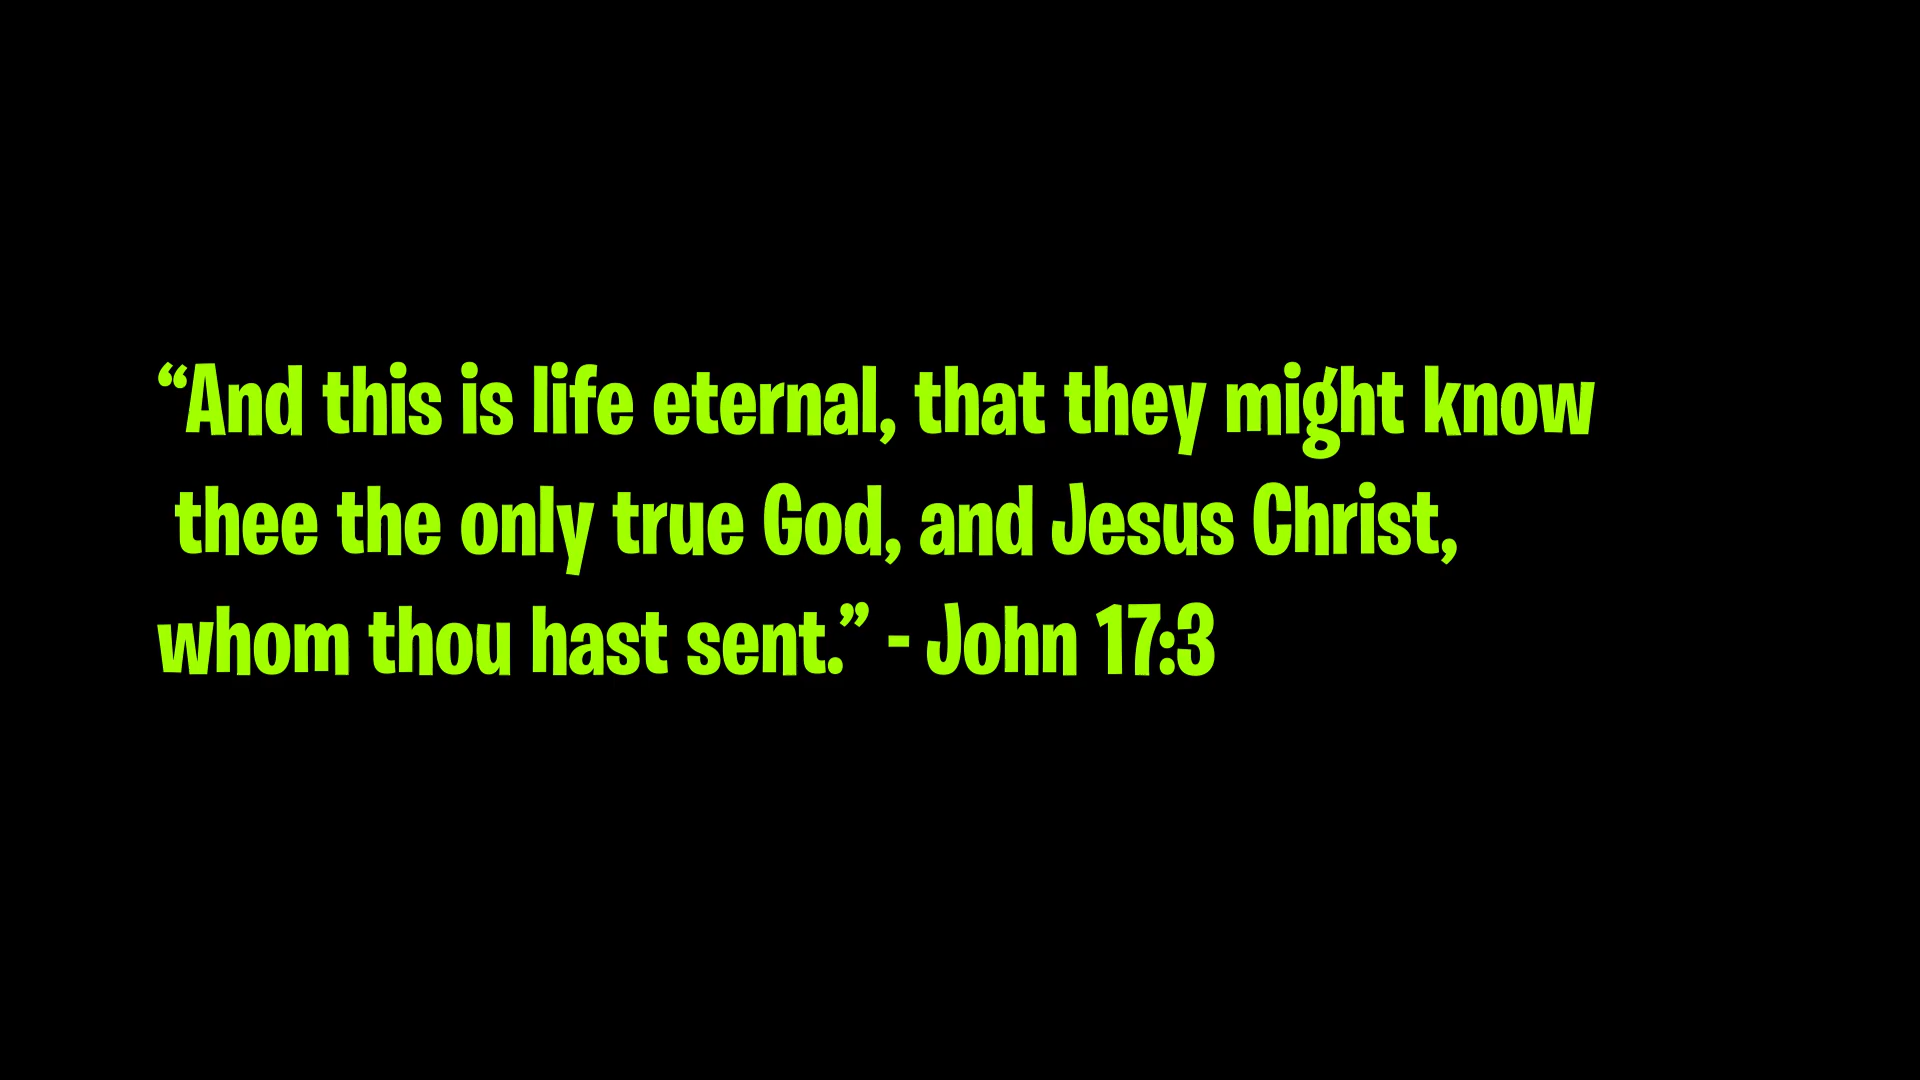 “And this is life eternal, that they might know
thee the only true God, and Jesus Christ,
whom thou hast sent.” - John 17:3